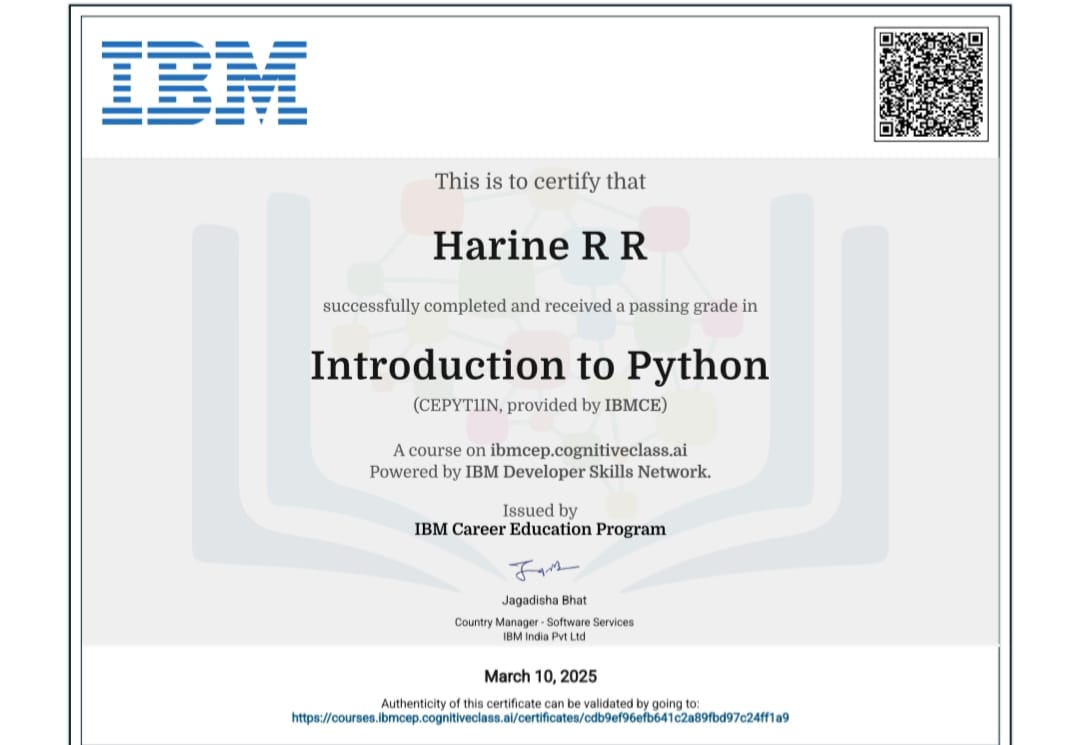 IBM
This is to certify that
Harine R R
successfully completed and received a passing grade in
Introduction to Python
(CEPYT1IN, provided by IBMCE)
A course on ibmcep.cognitiveclass.ai
Powered by IBM Developer Skills Network.
Issued by
IBM Career Education Program
Jagadisha Bhat
Country Manager - Software Services
IBM India Pvt Ltd
March 10, 2025
Authenticity of this certificate can be validated by going to:
https://courses.ibmcep.cognitiveclass.ai/certificates/cdb9ef96efb641c2a89fbd97c24ff1a9